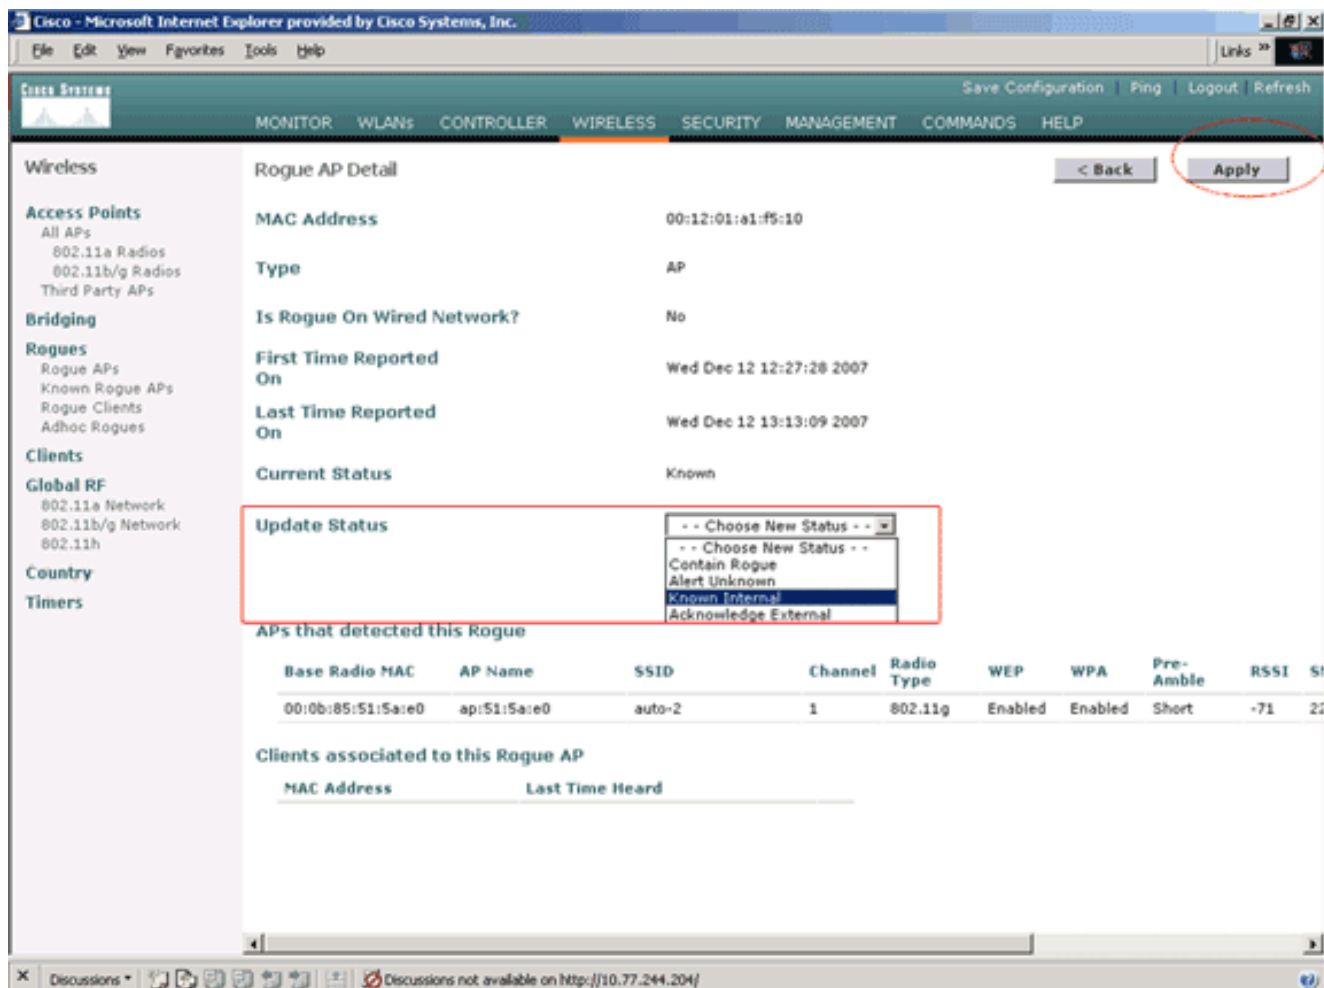 Cisco - Microsoft Internet Explorer provided by Cisco Systems, Inc.
File Edit View Favorites Tools Help
Links »
CISCO SYSTEMS
Save Configuration | Ping | Logout | Refresh
MONITOR WLANs CONTROLLER WIRELESS SECURITY MANAGEMENT COMMANDS HELP
Wireless
Access Points
All APs
802.11a Radios
802.11b/g Radios
Third Party APs
Bridging
Rogues
Rogue APs
Known Rogue APs
Rogue Clients
Adhoc Rogues
Clients
Global RF
802.11a Network
802.11b/g Network
802.11h
Country
Timers
Rogue AP Detail
< Back
Apply
MAC Address 00:12:01:a1:f5:10
Type AP
Is Rogue On Wired Network? No
First Time Reported On Wed Dec 12 12:27:28 2007
Last Time Reported On Wed Dec 12 13:13:09 2007
Current Status Known
Update Status - - Choose New Status - -
- - Choose New Status - -
Contain Rogue
Alert Unknown
Known Internal
Acknowledge External
APs that detected this Rogue
Base Radio MAC AP Name SSID Channel Radio Type WEP WPA Pre-Amble RSSI
00:0b:85:51:5a:e0 ap:51:5a:e0 auto-2 1 802.11g Enabled Enabled Short -71
Clients associated to this Rogue AP
MAC Address Last Time Heard
× Discussions Discussions not available on http://10.77.244.204/